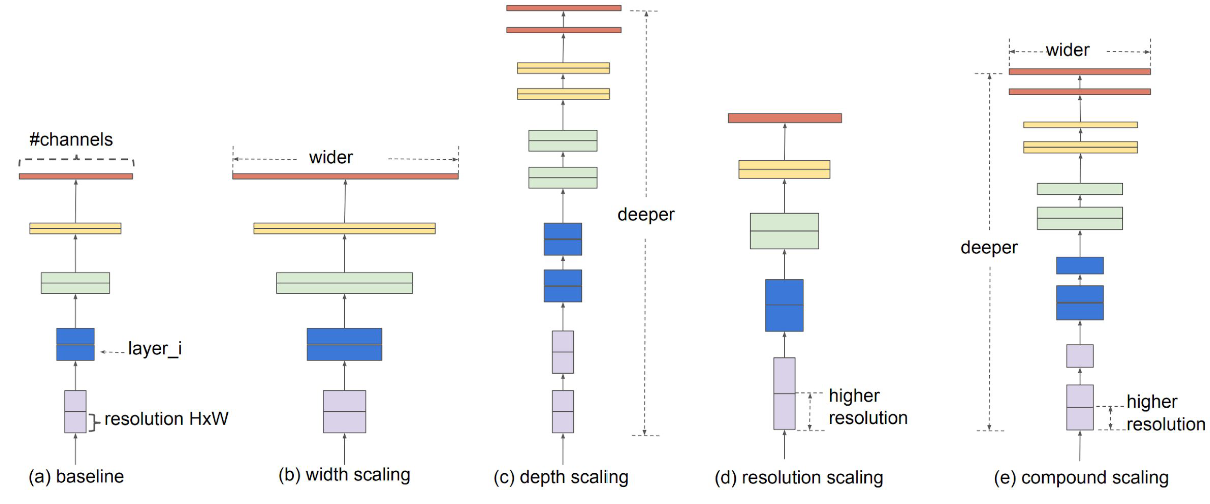 #channels
layer_i
resolution HxW
(a) baseline
wider
(b) width scaling
deeper
(c) depth scaling
higher
resolution
(d) resolution scaling
wider
deeper
higher
resolution
(e) compound scaling